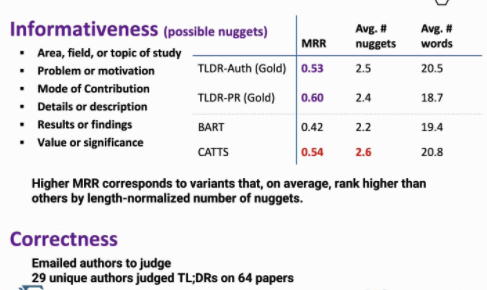 Informativeness (possible nuggets)
▪ Area, field, or topic of study
▪ Problem or motivation
▪ Mode of Contribution
▪ Details or description
▪ Results or findings
▪ Value or significance
MRR Avg. # nuggets Avg. # words
TLDR-Auth (Gold) 0.53 2.5 20.5
TLDR-PR (Gold) 0.60 2.4 18.7
BART 0.42 2.2 19.4
CATTS 0.54 2.6 20.8
Higher MRR corresponds to variants that, on average, rank higher than
others by length-normalized number of nuggets.
Correctness
Emailed authors to judge
29 unique authors judged TL;DRs on 64 papers